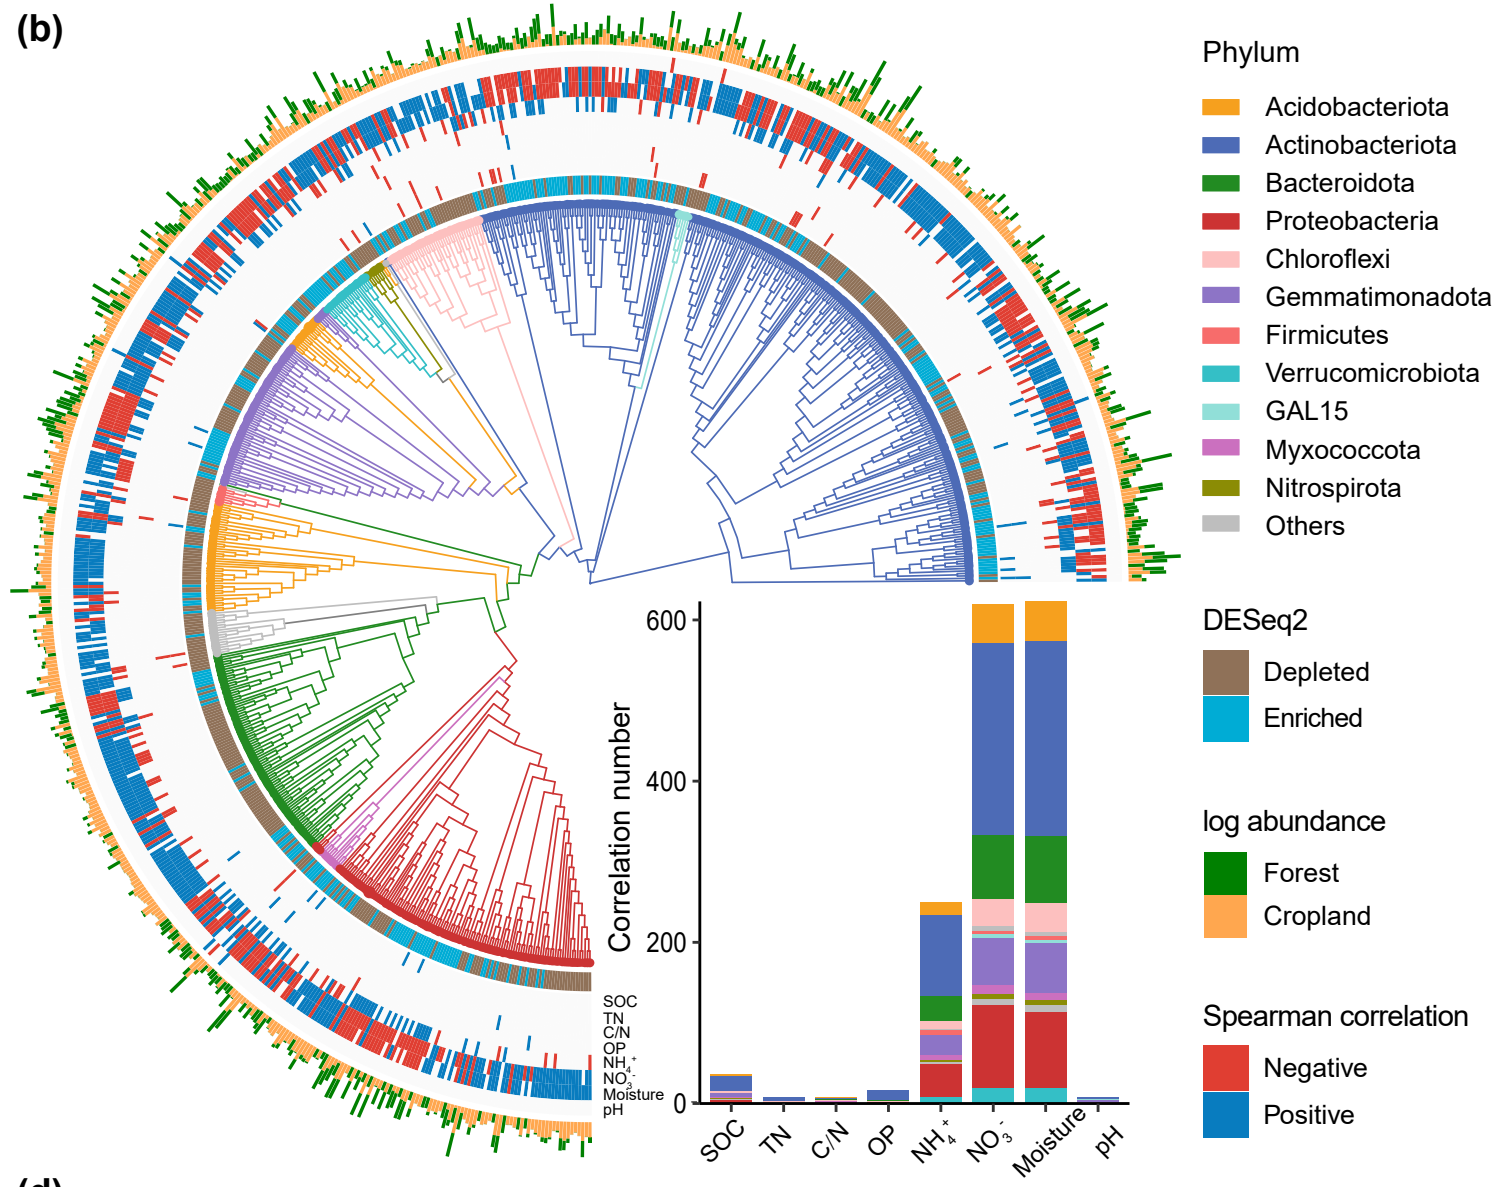 (b)
Phylum
Acidobacteriota
Actinobacteriota
Bacteroidota
Proteobacteria
Chloroflexi
Gemmatimonadota
Firmicutes
Verrucomicrobiota
GAL15
Myxococcota
Nitrospirota
Others
DESeq2
Depleted
Enriched
log abundance
Forest
Cropland
Spearman correlation
Negative
Positive
SOC
TN
C/N
OP
NH₄⁺
NO₃⁻
Moisture
pH
Correlation number
600
400
200
0
SOC
TN
C/N
OP
NH₄⁺
NO₃⁻
Moisture
pH
(d)